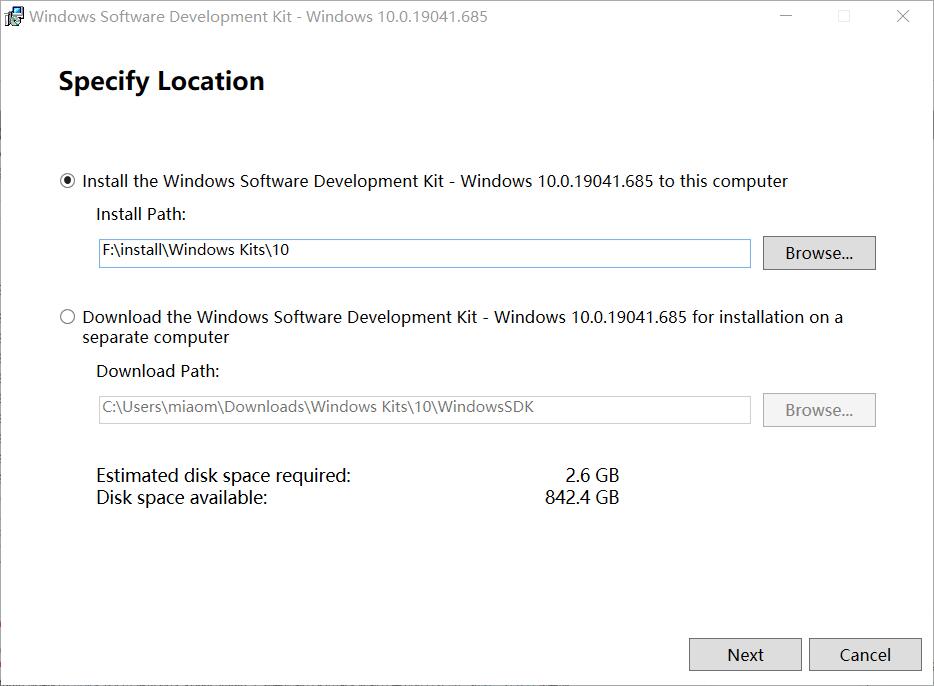 Windows Software Development Kit - Windows 10.0.19041.685
Specify Location
Install the Windows Software Development Kit - Windows 10.0.19041.685 to this computer
Install Path:
F:\install\Windows Kits\10
Browse...
Download the Windows Software Development Kit - Windows 10.0.19041.685 for installation on a
separate computer
Download Path:
C:\Users\miaom\Downloads\Windows Kits\10\WindowsSDK
Browse...
Estimated disk space required: 2.6 GB
Disk space available: 842.4 GB
Next Cancel